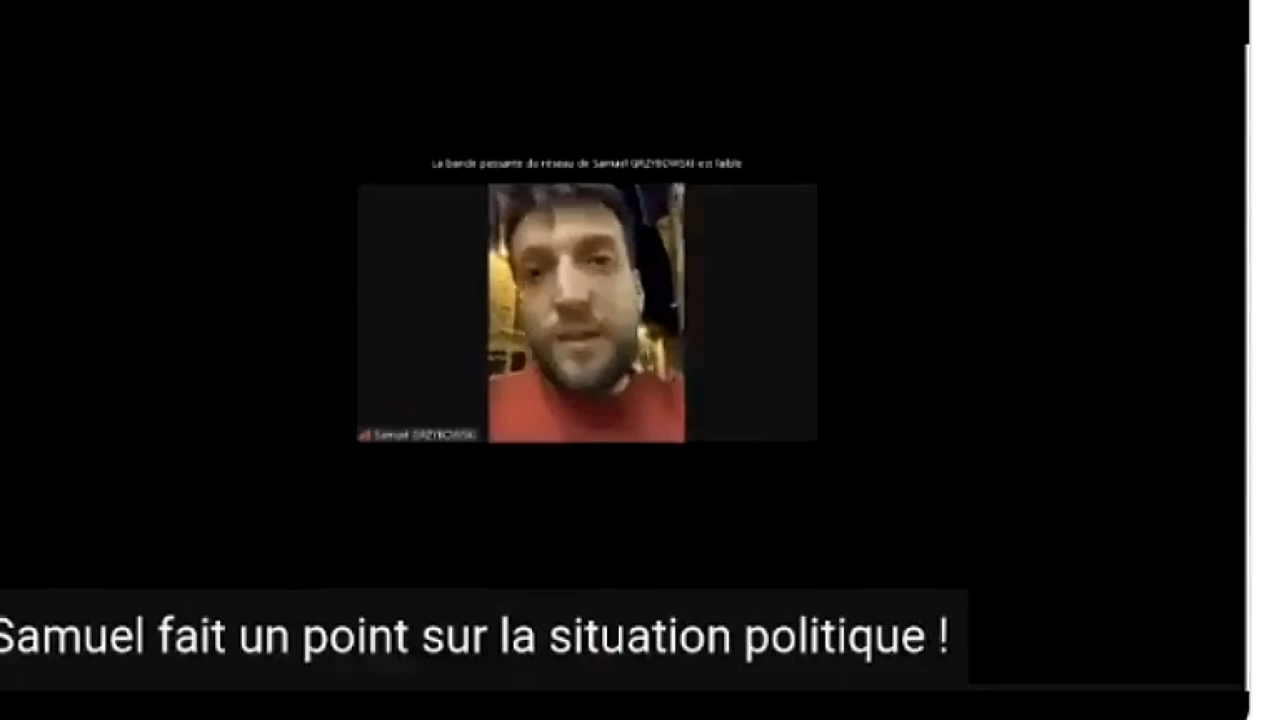 La bande passante du réseau de Samuel GRZYBOWSKI est faible
Samuel GRZYBOWSKI
Samuel fait un point sur la situation politique !